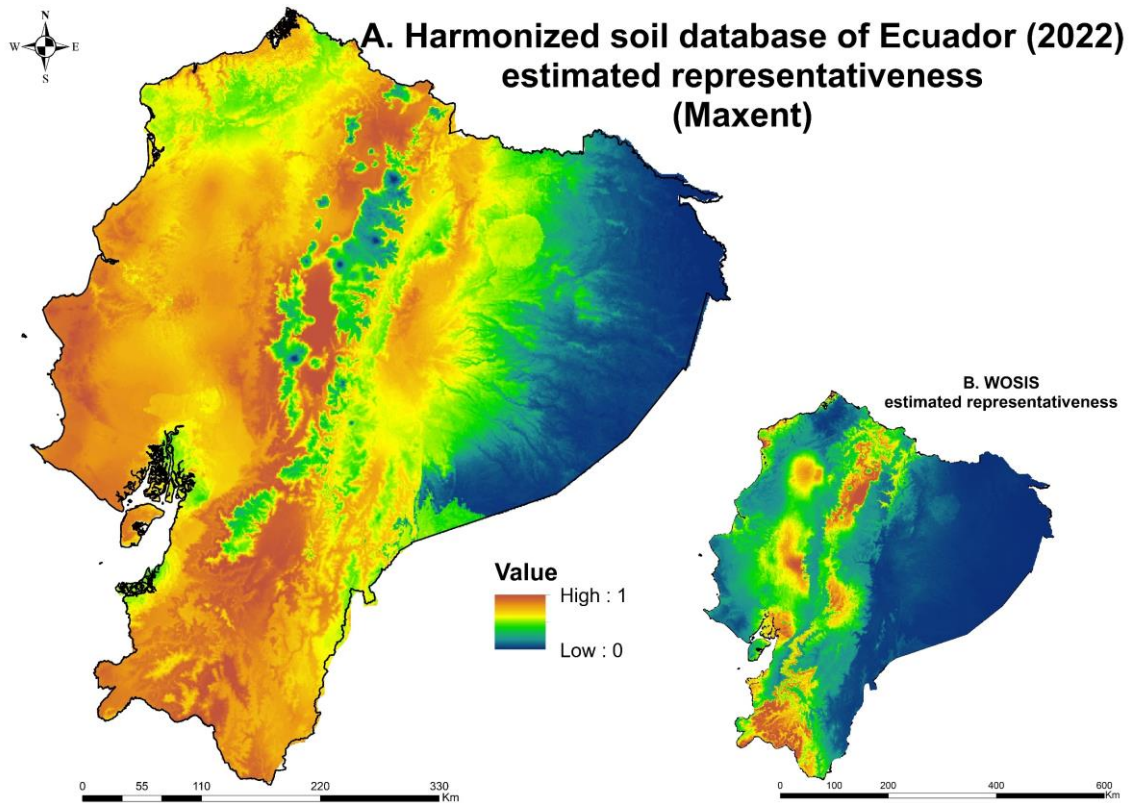 N
W E
S
A. Harmonized soil database of Ecuador (2022)
estimated representativeness
(Maxent)
B. WOSIS
estimated representativeness
Value
High : 1
Low : 0
0 55 110 220 330
Km
0 100 200 400 600
Km